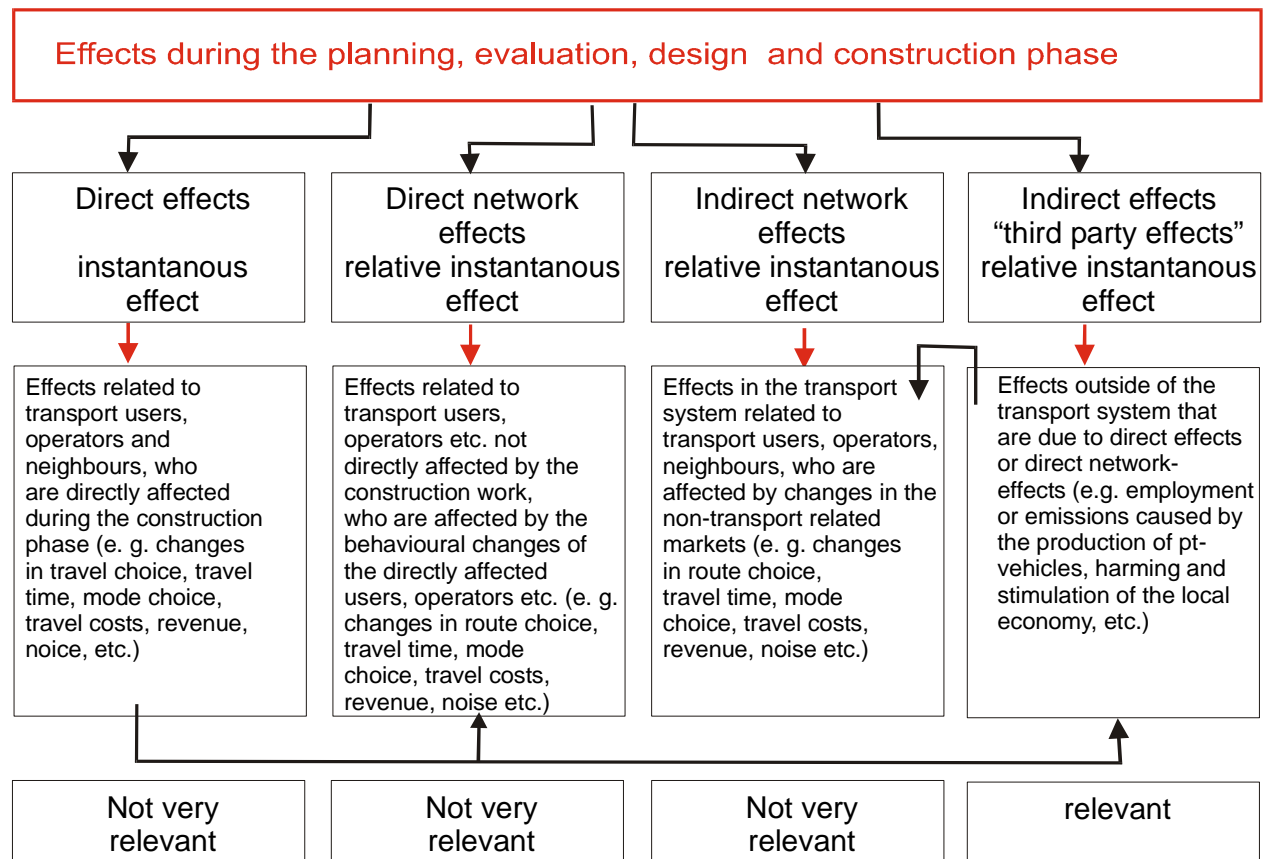 Effects during the planning, evaluation, design and construction phase
Direct effects
instantanous
effect
Direct network
effects
relative instantanous
effect
Indirect network
effects
relative instantanous
effect
Indirect effects
“third party effects”
relative instantanous
effect
Effects related to
transport users,
operators and
neighbours, who
are directly affected
during the construction
phase (e. g. changes
in travel choice, travel
time, mode choice,
travel costs, revenue,
noice, etc.)
Effects related to
transport users,
operators etc. not
directly affected by the
construction work,
who are affected by the
behavioural changes of
the directly affected
users, operators etc. (e. g.
changes in route choice,
travel time, mode
choice, travel costs,
revenue, noise etc.)
Effects in the transport
system related to
transport users, operators,
neighbours, who are
affected by changes in the
non-transport related
markets (e. g. changes
in route choice,
travel time, mode
choice, travel costs,
revenue, noise etc.)
Effects outside of the
transport system that
are due to direct effects
or direct network-
effects (e.g. employment
or emissions caused by
the production of pt-
vehicles, harming and
stimulation of the local
economy, etc.)
Not very
relevant
Not very
relevant
Not very
relevant
relevant